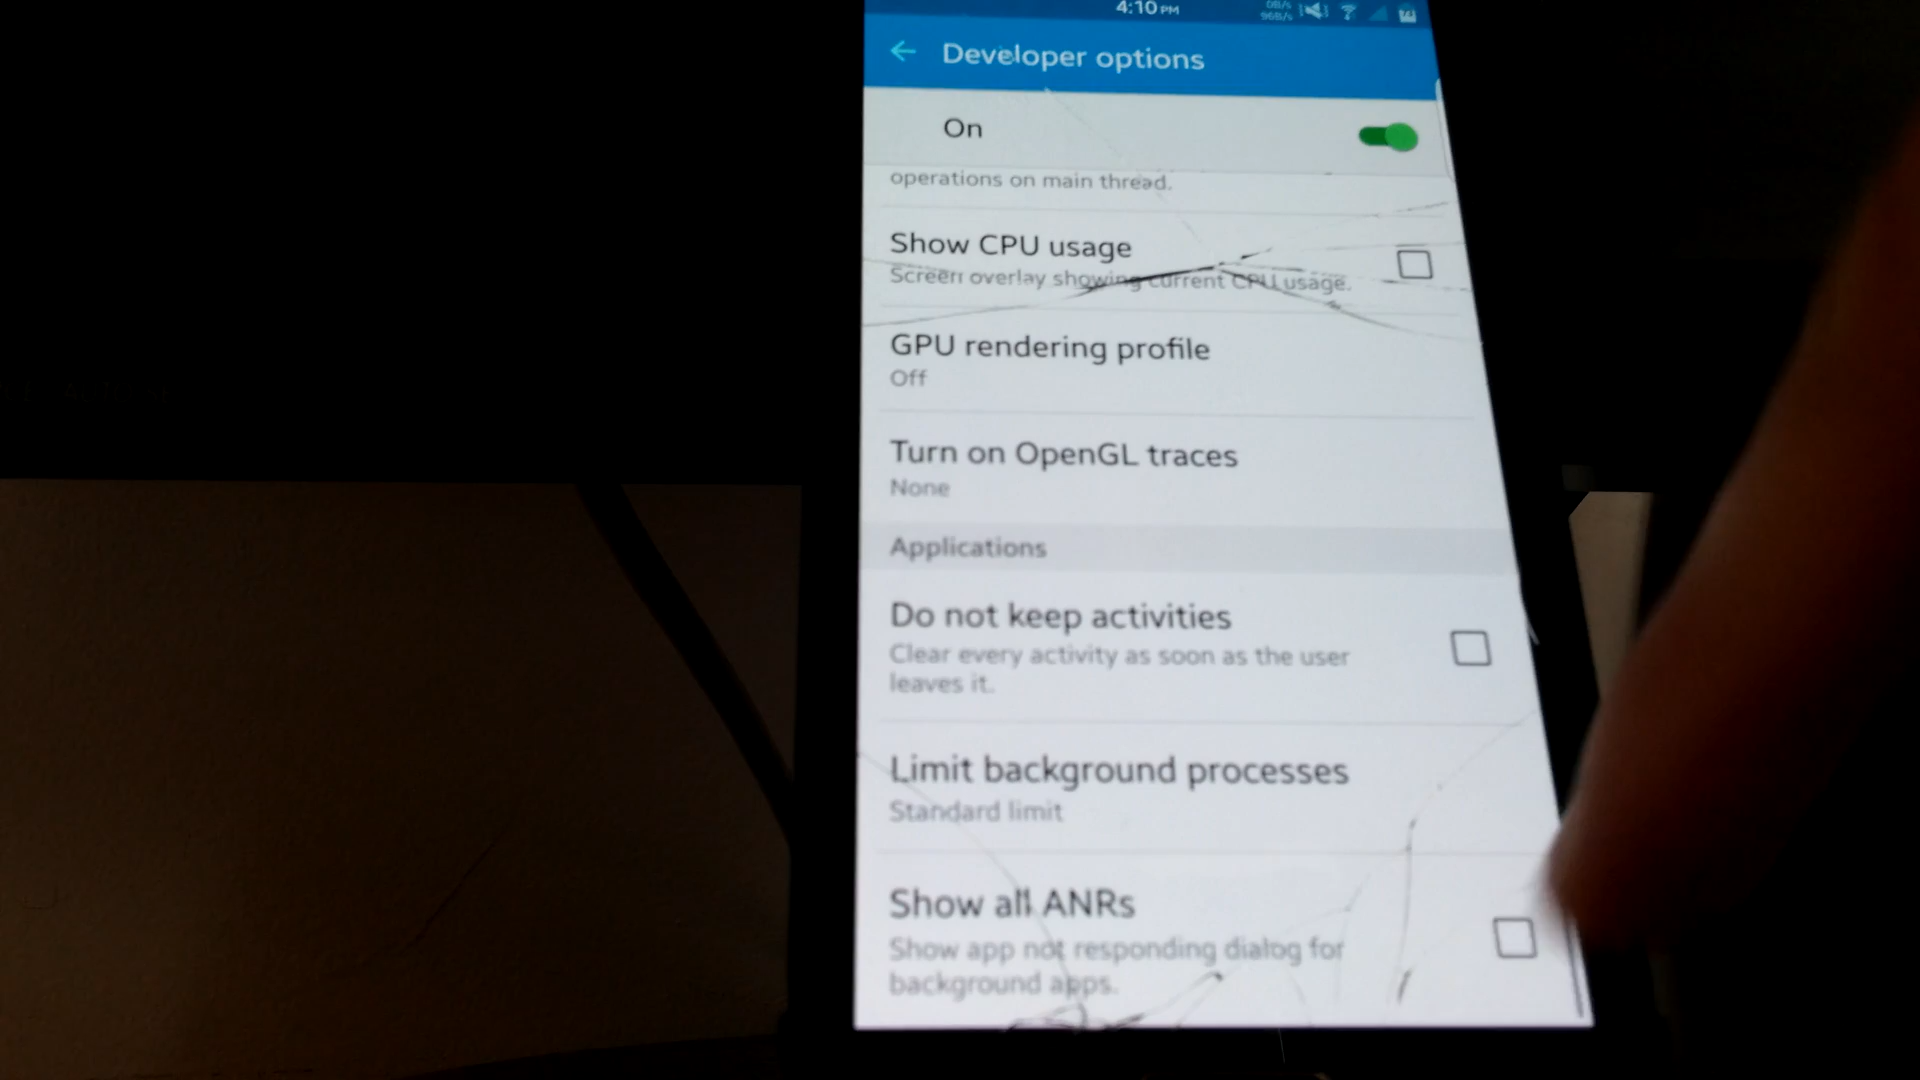 4:10 PM
0B/s
96B/s
Developer options
On
operations on main thread.
Show CPU usage
Screen overlay showing current CPU usage.
GPU rendering profile
Off
Turn on OpenGL traces
None
Applications
Do not keep activities
Clear every activity as soon as the user
leaves it.
Limit background processes
Standard limit
Show all ANRs
Show app not responding dialog for
background apps.